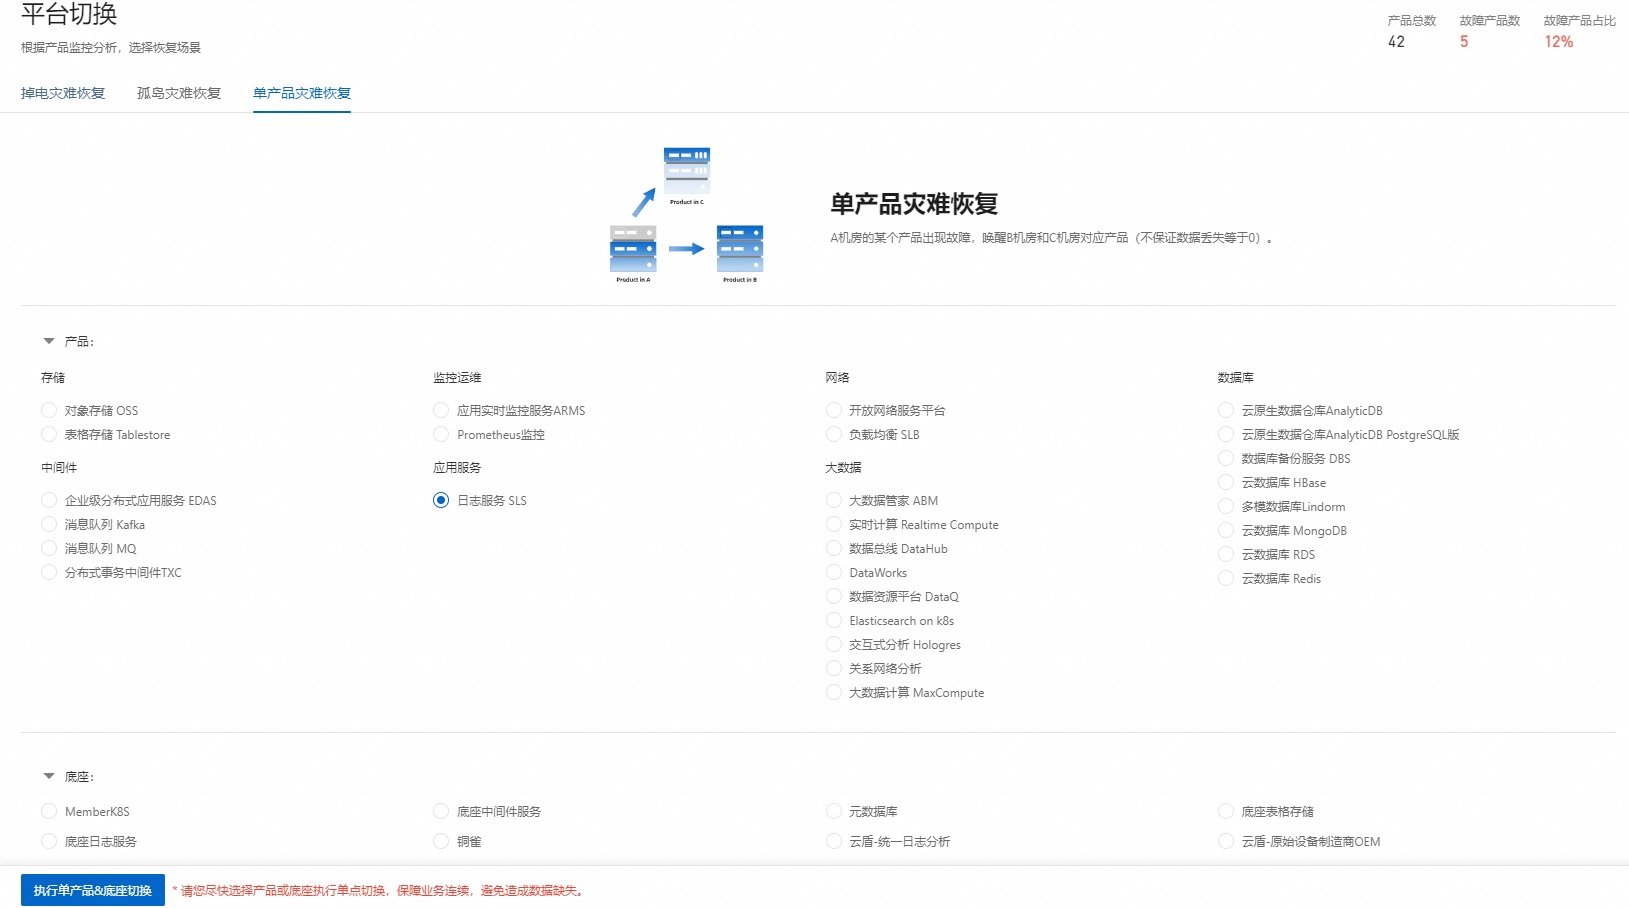 平台切换
根据产品监控分析，选择恢复场景
产品总数
42
故障产品数
5
故障产品占比
12%
掉电灾难恢复
孤岛灾难恢复
单产品灾难恢复
Product in C
Product in A
Product in B
单产品灾难恢复
A机房的某个产品出现故障，唤醒B机房和C机房对应产品（不保证数据丢失等于0）。
产品：
存储
对象存储 OSS
表格存储 Tablestore
中间件
企业级分布式应用服务 EDAS
消息队列 Kafka
消息队列 MQ
分布式事务中间件TXC
监控运维
应用实时监控服务ARMS
Prometheus监控
应用服务
日志服务 SLS
网络
开放网络服务平台
负载均衡 SLB
大数据
大数据管家 ABM
实时计算 Realtime Compute
数据总线 DataHub
DataWorks
数据资源平台 DataQ
Elasticsearch on k8s
交互式分析 Hologres
关系网络分析
大数据计算 MaxCompute
数据库
云原生数据仓库AnalyticDB
云原生数据仓库AnalyticDB PostgreSQL版
数据库备份服务 DBS
云数据库 HBase
多模数据库Lindorm
云数据库 MongoDB
云数据库 RDS
云数据库 Redis
底座：
MemberK8S
底座中间件服务
元数据库
底座表格存储
底座日志服务
铜雀
云盾-统一日志分析
云盾-原始设备制造商OEM
执行单产品&底座切换
* 请您尽快选择产品或底座执行单点切换，保障业务连续，避免造成数据缺失。